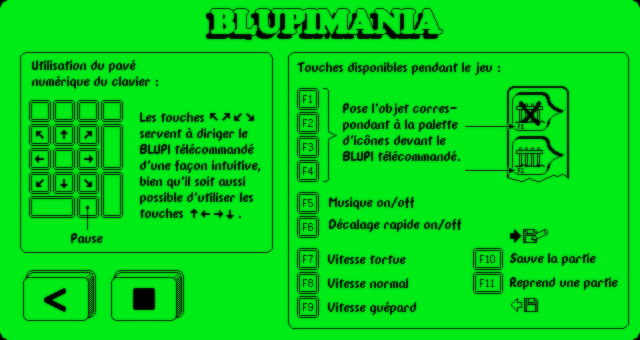 BLUPIMANIA
Utilisation du pavé
numérique du clavier :
Les touches ↖ ↗ ↙ ↘
servent à diriger le
BLUPI télécommandé
d'une façon intuitive,
bien qu'il soit aussi
possible d'utiliser les
touches ↑ ← → ↓ .
Pause
Touches disponibles pendant le jeu :
F1
F2
F3
F4
Pose l'objet corres-
pondant à la palette
d'icônes devant le
BLUPI télécommandé.
F1
F2
F5 Musique on/off
F6 Décalage rapide on/off
F7 Vitesse tortue
F8 Vitesse normal
F9 Vitesse guépard
F10 Sauve la partie
F11 Reprend une partie